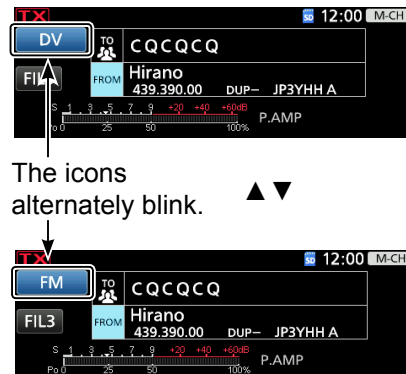 TX 12:00 M-CH
DV TO CQCQCQ
FROM Hirano
439.390.00 DUP– JP3YHH A
S 1 3 5 7 9 +20 +40 +60dB
Po 0 25 50 100% P.AMP
The icons
alternately blink. ▲▼
TX 12:00 M-CH
FM TO CQCQCQ
FIL3 FROM Hirano
439.390.00 DUP– JP3YHH A
S 1 3 5 7 9 +20 +40 +60dB
Po 0 25 50 100% P.AMP